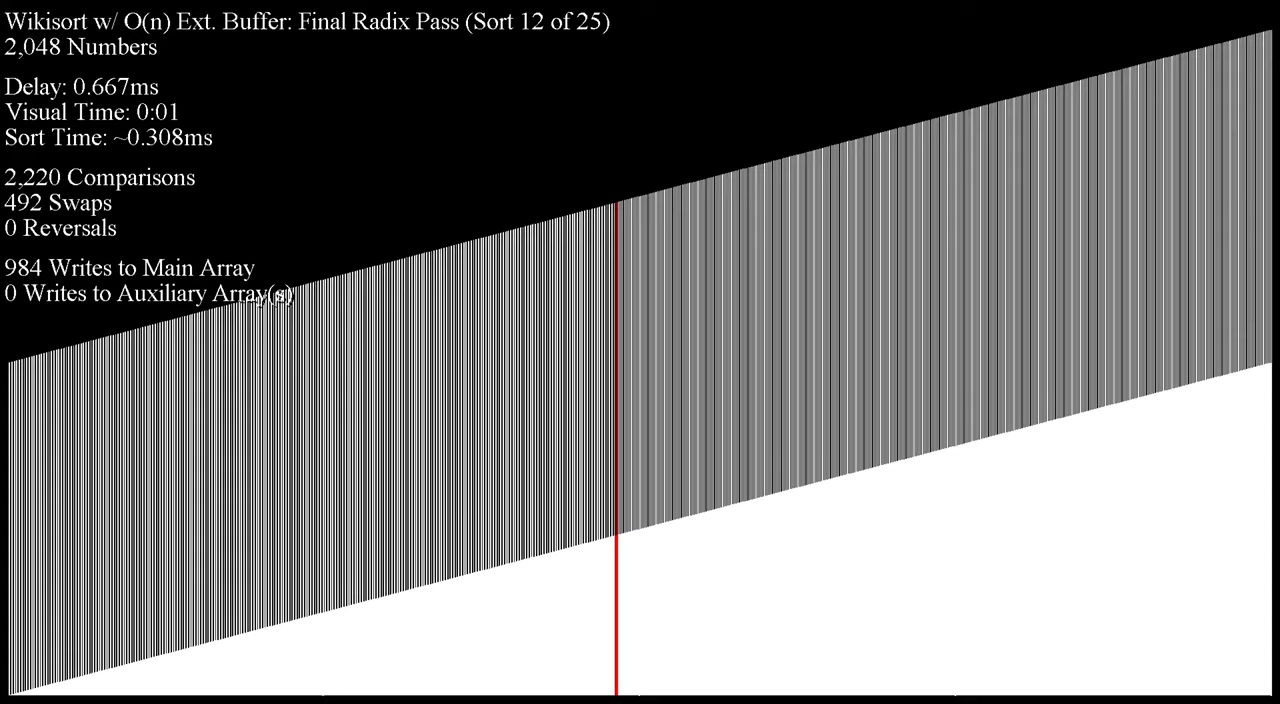 Wikisort w/ O(n) Ext. Buffer: Final Radix Pass (Sort 12 of 25)
2,048 Numbers
Delay: 0.667ms
Visual Time: 0:01
Sort Time: ~0.308ms
2,220 Comparisons
492 Swaps
0 Reversals
984 Writes to Main Array
0 Writes to Auxiliary Array(s)